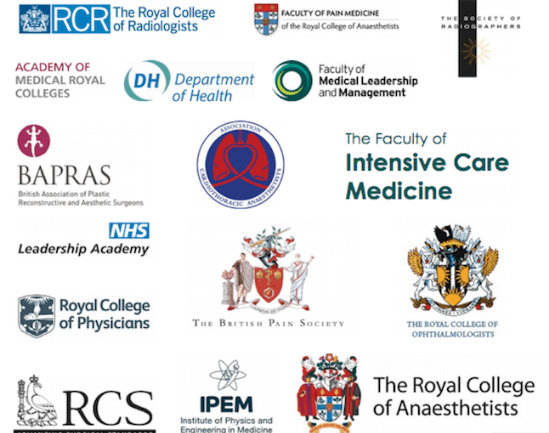 RCR The Royal College
of Radiologists
FACULTY OF PAIN MEDICINE
of the Royal College of Anaesthetists
THE SOCIETY OF
RADIOGRAPHERS
ACADEMY OF
MEDICAL ROYAL
COLLEGES
DH Department
of Health
Faculty of
Medical Leadership
and Management
BAPRAS
British Association of Plastic
Reconstructive and Aesthetic Surgeons
ASSOCIATION
CARDIOTHORACIC ANAESTHETISTS
The Faculty of
Intensive Care
Medicine
NHS
Leadership Academy
THE BRITISH PAIN SOCIETY
THE ROYAL COLLEGE OF
OPHTHALMOLOGISTS
Royal College
of Physicians
RCS
IPEM
Institute of Physics and
Engineering in Medicine
The Royal College
of Anaesthetists